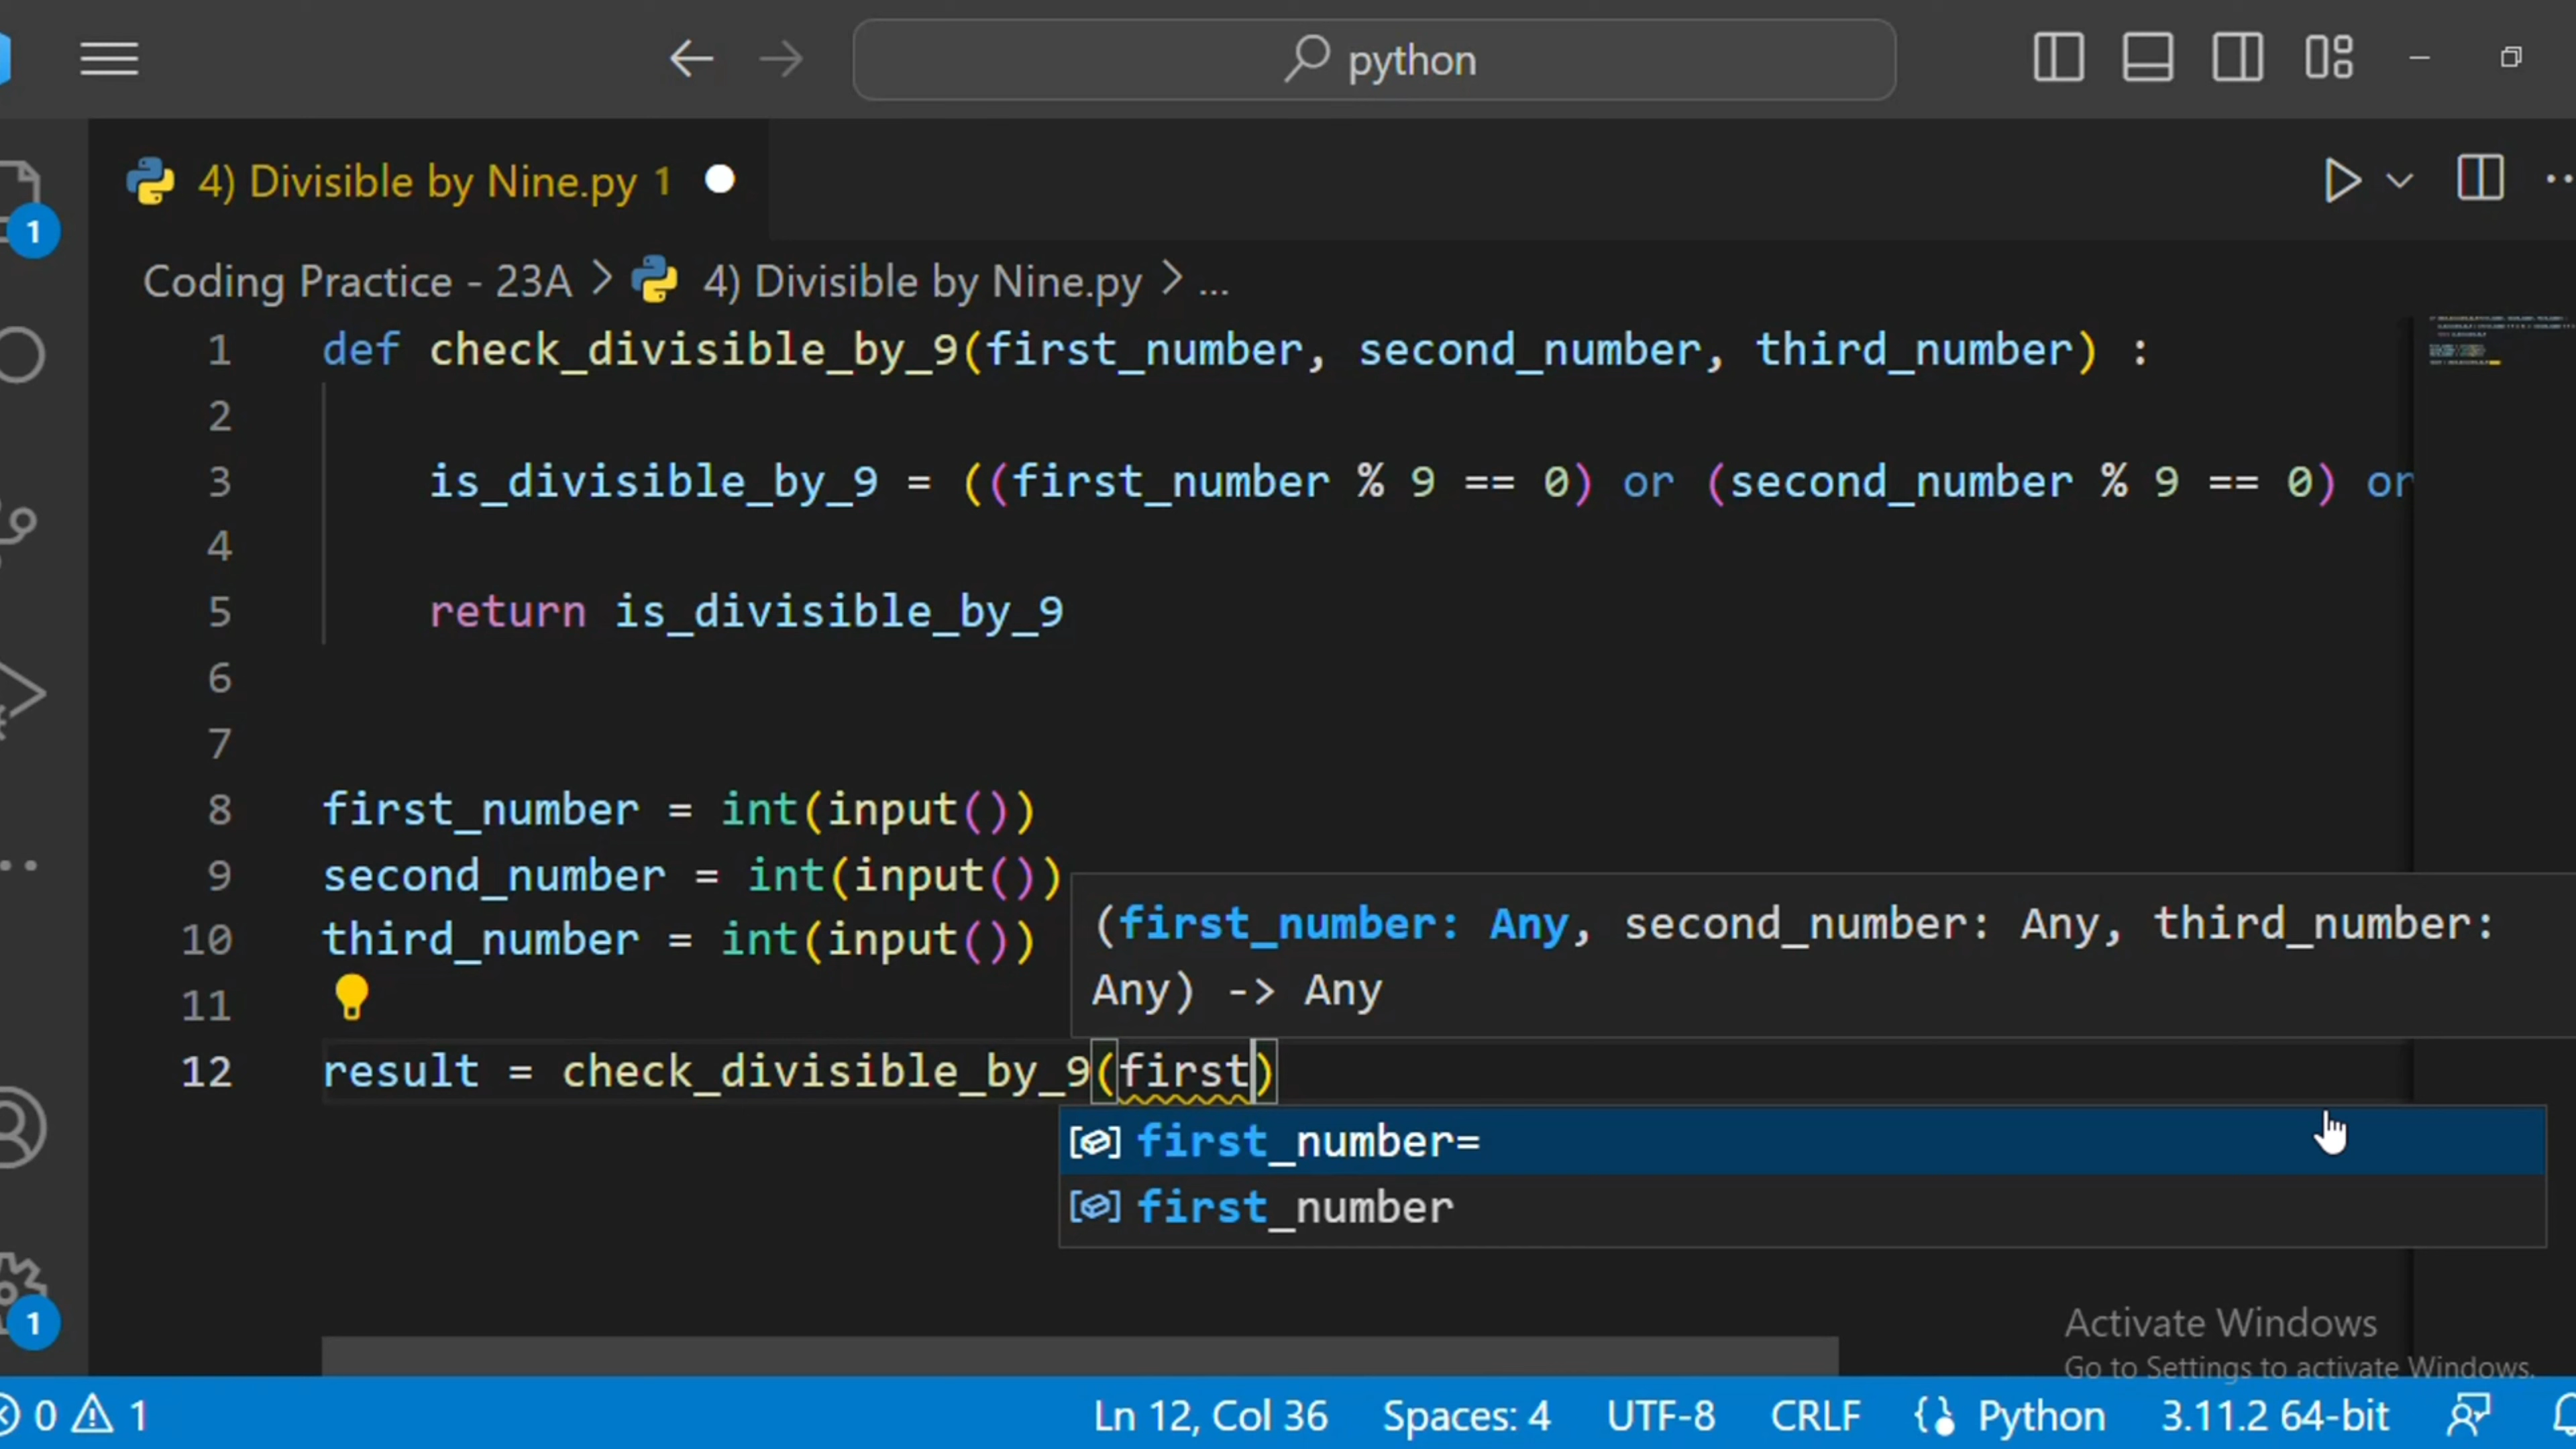 python
4) Divisible by Nine.py 1
1
Coding Practice - 23A > 4) Divisible by Nine.py > ...
1 def check_divisible_by_9(first_number, second_number, third_number) :
2
3 is_divisible_by_9 = ((first_number % 9 == 0) or (second_number % 9 == 0) or
4
5 return is_divisible_by_9
6
7
8 first_number = int(input())
9 second_number = int(input())
10 third_number = int(input())
(first_number: Any, second_number: Any, third_number:
Any) -> Any
11
12 result = check_divisible_by_9(first)
first_number=
first_number
1
Activate Windows
Go to Settings to activate Windows.
0 1 Ln 12, Col 36 Spaces: 4 UTF-8 CRLF Python 3.11.2 64-bit